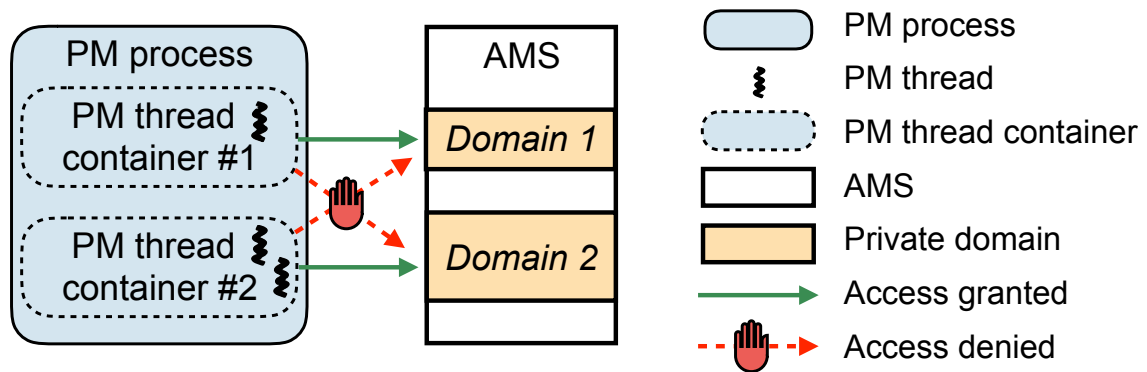 PM process
PM thread
container #1
PM thread
container #2
AMS
Domain 1
Domain 2
PM process
PM thread
PM thread container
AMS
Private domain
Access granted
Access denied